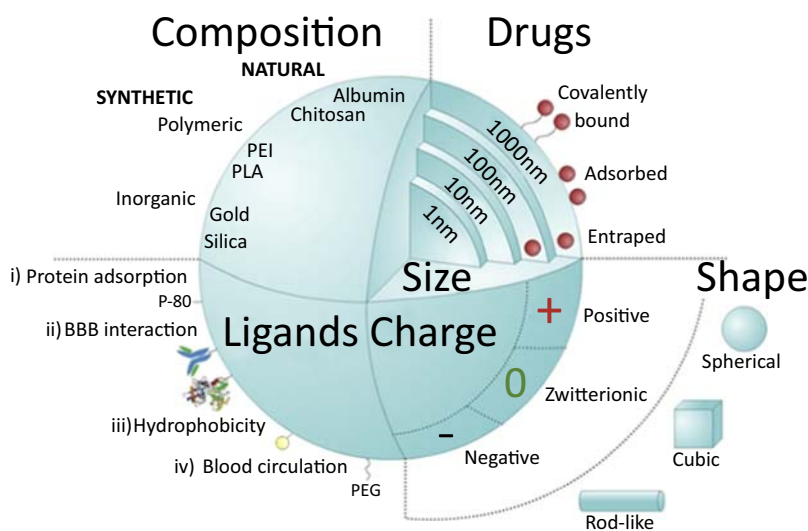 Composition
Drugs
NATURAL
SYNTHETIC
Albumin
Chitosan
Polymeric
PEI
PLA
Inorganic
Gold
Silica
Covalently
bound
Adsorbed
Entraped
1000nm
100nm
10nm
1nm
Size
Shape
i) Protein adsorption
P-80
ii) BBB interaction
iii) Hydrophobicity
iv) Blood circulation
PEG
Ligands Charge
+ Positive
0 Zwitterionic
- Negative
Spherical
Cubic
Rod-like